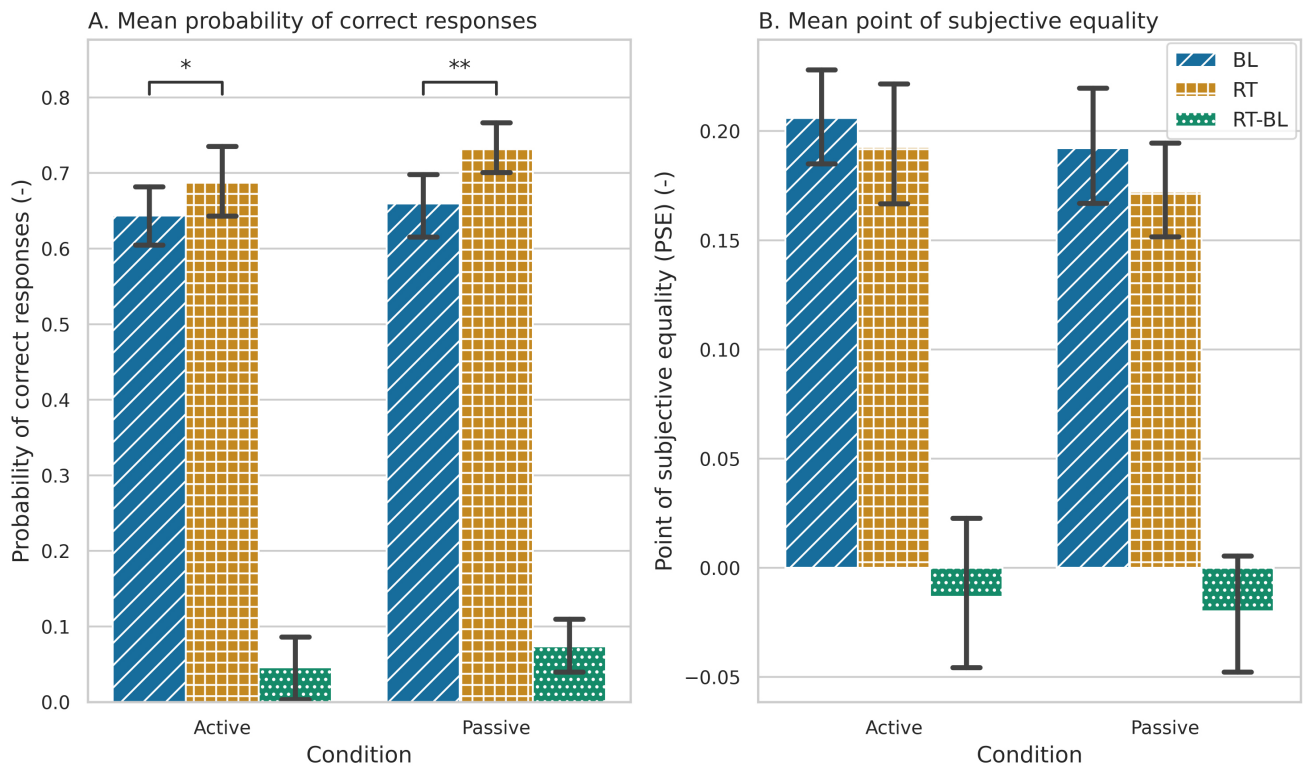 A. Mean probability of correct responses
Probability of correct responses (-)
0.8
0.7
0.6
0.5
0.4
0.3
0.2
0.1
0.0
*
**
Active
Passive
Condition
B. Mean point of subjective equality
Point of subjective equality (PSE) (-)
0.20
0.15
0.10
0.05
0.00
−0.05
BL
RT
RT-BL
Active
Passive
Condition